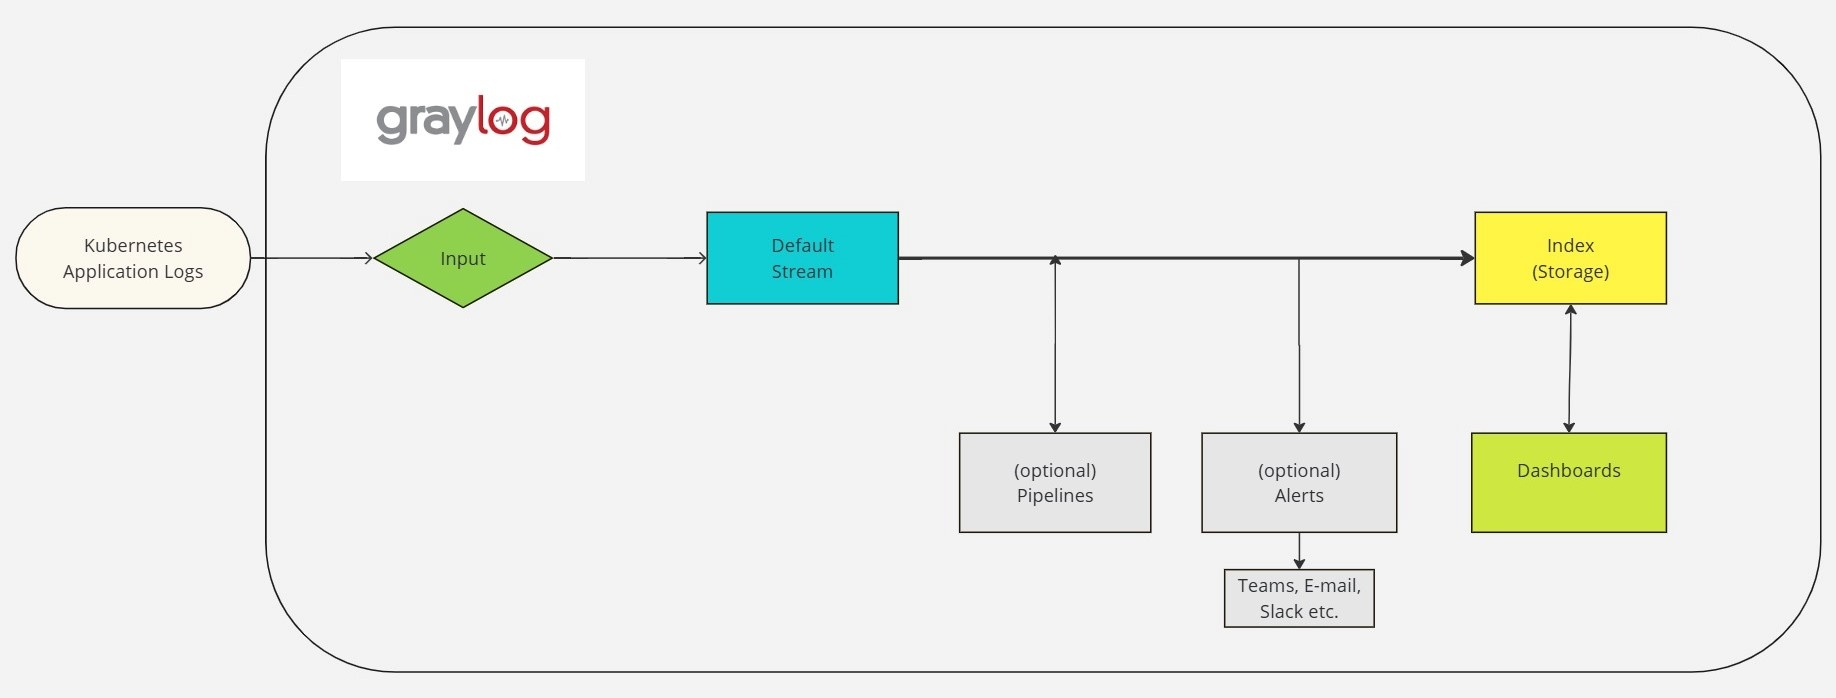 graylog
Kubernetes
Application Logs
Input
Default
Stream
Index
(Storage)
(optional)
Pipelines
(optional)
Alerts
Dashboards
Teams, E-mail,
Slack etc.